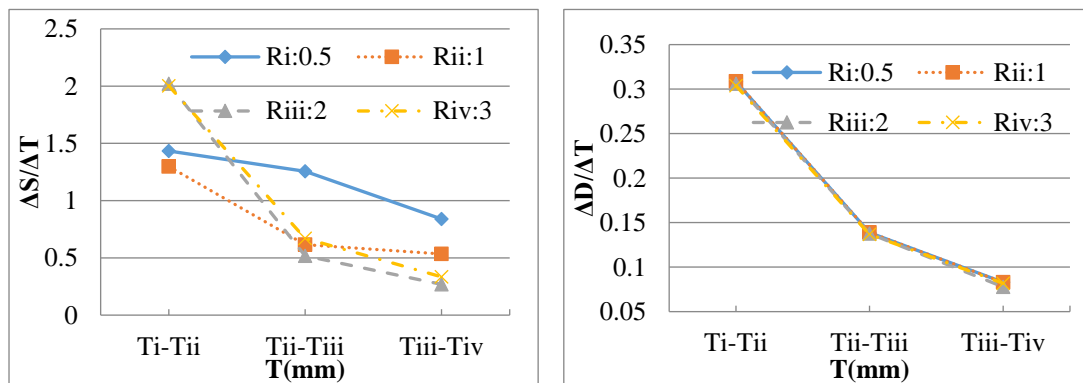 2.5
2
1.5
1
0.5
0
ΔS/ΔT
Ri:0.5
Rii:1
Riii:2
Riv:3
Ti-Tii
Tii-Tiii
Tiii-Tiv
T(mm)
0.35
0.3
0.25
0.2
0.15
0.1
0.05
ΔD/ΔT
Ri:0.5
Rii:1
Riii:2
Riv:3
Ti-Tii
Tii-Tiii
Tiii-Tiv
T(mm)